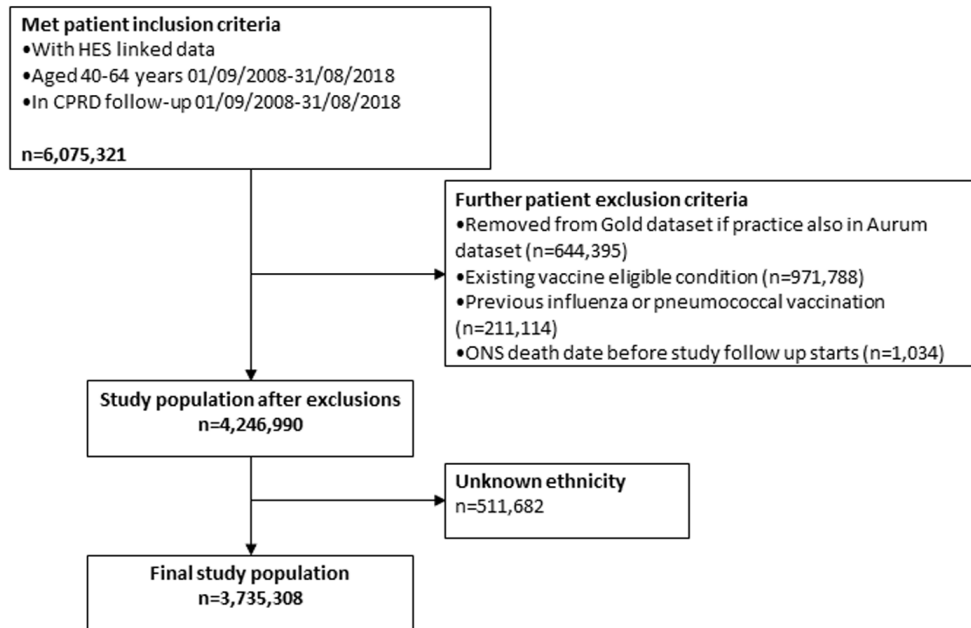 Met patient inclusion criteria
•With HES linked data
•Aged 40-64 years 01/09/2008-31/08/2018
•In CPRD follow-up 01/09/2008-31/08/2018
n=6,075,321
Further patient exclusion criteria
•Removed from Gold dataset if practice also in Aurum
dataset (n=644,395)
•Existing vaccine eligible condition (n=971,788)
•Previous influenza or pneumococcal vaccination
(n=211,114)
•ONS death date before study follow up starts (n=1,034)
Study population after exclusions
n=4,246,990
Unknown ethnicity
n=511,682
Final study population
n=3,735,308